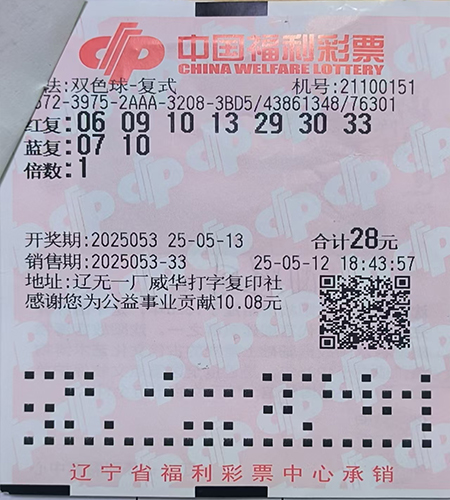 中国福利彩票
CHINA WELFARE LOTTERY
法:双色球-复式 机号:21100151
872-3975-2AAA-3208-3BD5/43861348/76301
红复:06 09 10 13 29 30 33
蓝复:07 10
倍数:1
开奖期:2025053 25-05-13 合计28元
销售期:2025053-33 25-05-12 18:43:57
地址:辽无一厂威华打字复印社
感谢您为公益事业贡献10.08元
辽宁省福利彩票中心承销